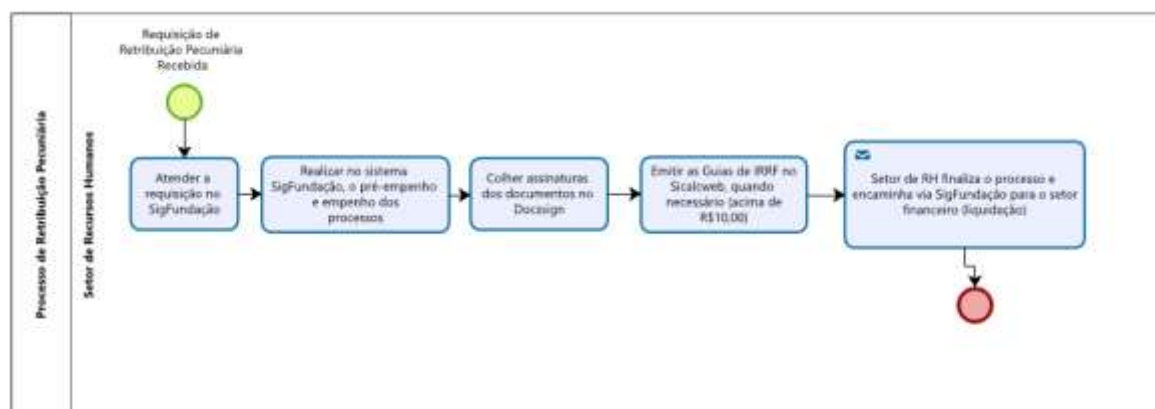 Processo de Retribuição Pecuniária
Setor de Recursos Humanos
Requisição de
Retribuição Pecuniária
Recebida
Atender a
requisição no
SigFundação
Realizar no sistema
SigFundação, o pré-empenho
e empenho dos
processos
Colher assinaturas
dos documentos no
Docssign
Emitir as Guias de IRRF no
Sicalcweb, quando
necessário (acima de
R$10,00)
Setor de RH finaliza o processo e
encaminha via SigFundação para o setor
financeiro (liquidação)